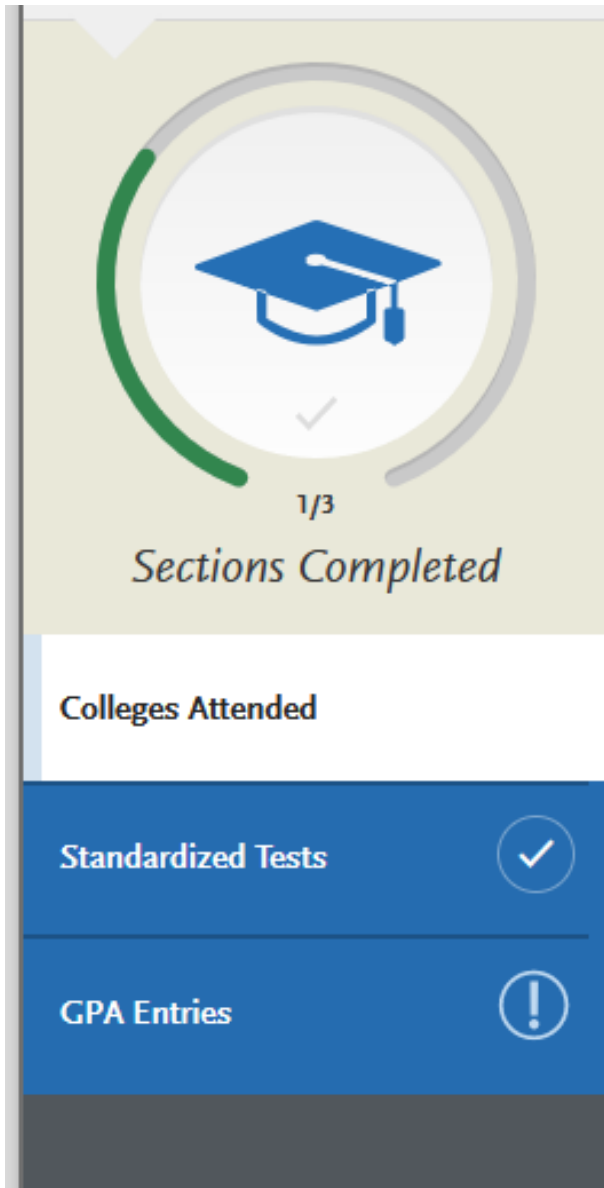 1/3
Sections Completed
Colleges Attended
Standardized Tests
GPA Entries